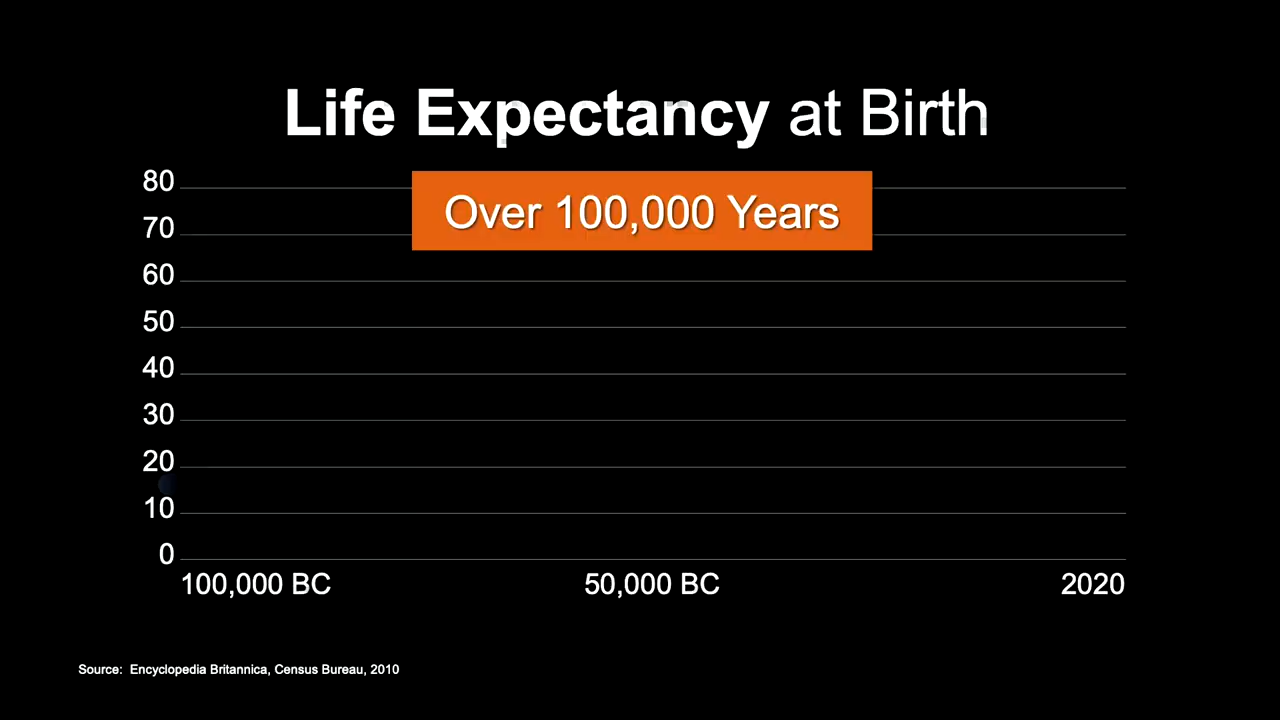 Life Expectancy at Birth
Over 100,000 Years
80
70
60
50
40
30
20
10
0
100,000 BC 50,000 BC 2020
Source: Encyclopedia Britannica, Census Bureau, 2010